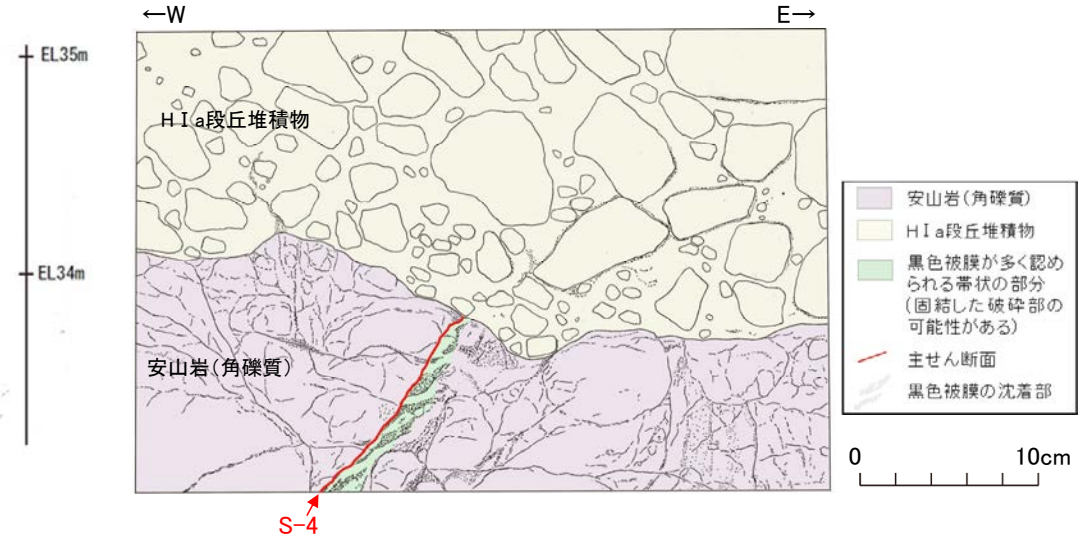 ←W
E→
EL35m
HⅠa段丘堆積物
EL34m
安山岩(角礫質)
S-4
安山岩(角礫質)
HⅠa段丘堆積物
黒色被膜が多く認め
られる帯状の部分
(固結した破砕部の
可能性がある)
主せん断面
黒色被膜の沈着部
0
10cm